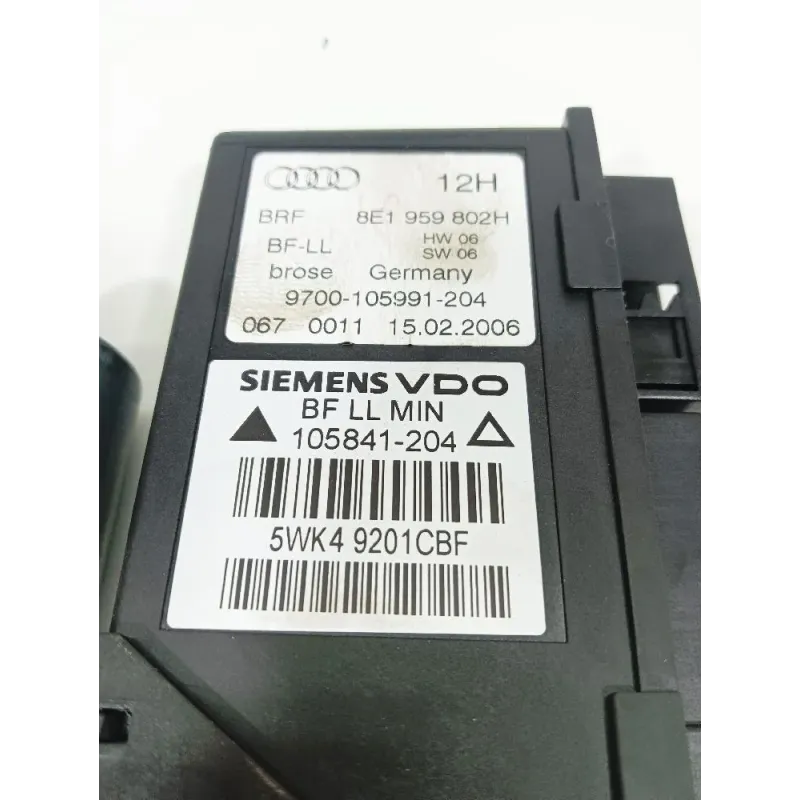 12H
BRF 8E1 959 802H
BF-LL HW 06
SW 06
brose Germany
9700-105991-204
067 0011 15.02.2006
SIEMENS VDO
BF LL MIN
105841-204
5WK4 9201CBF